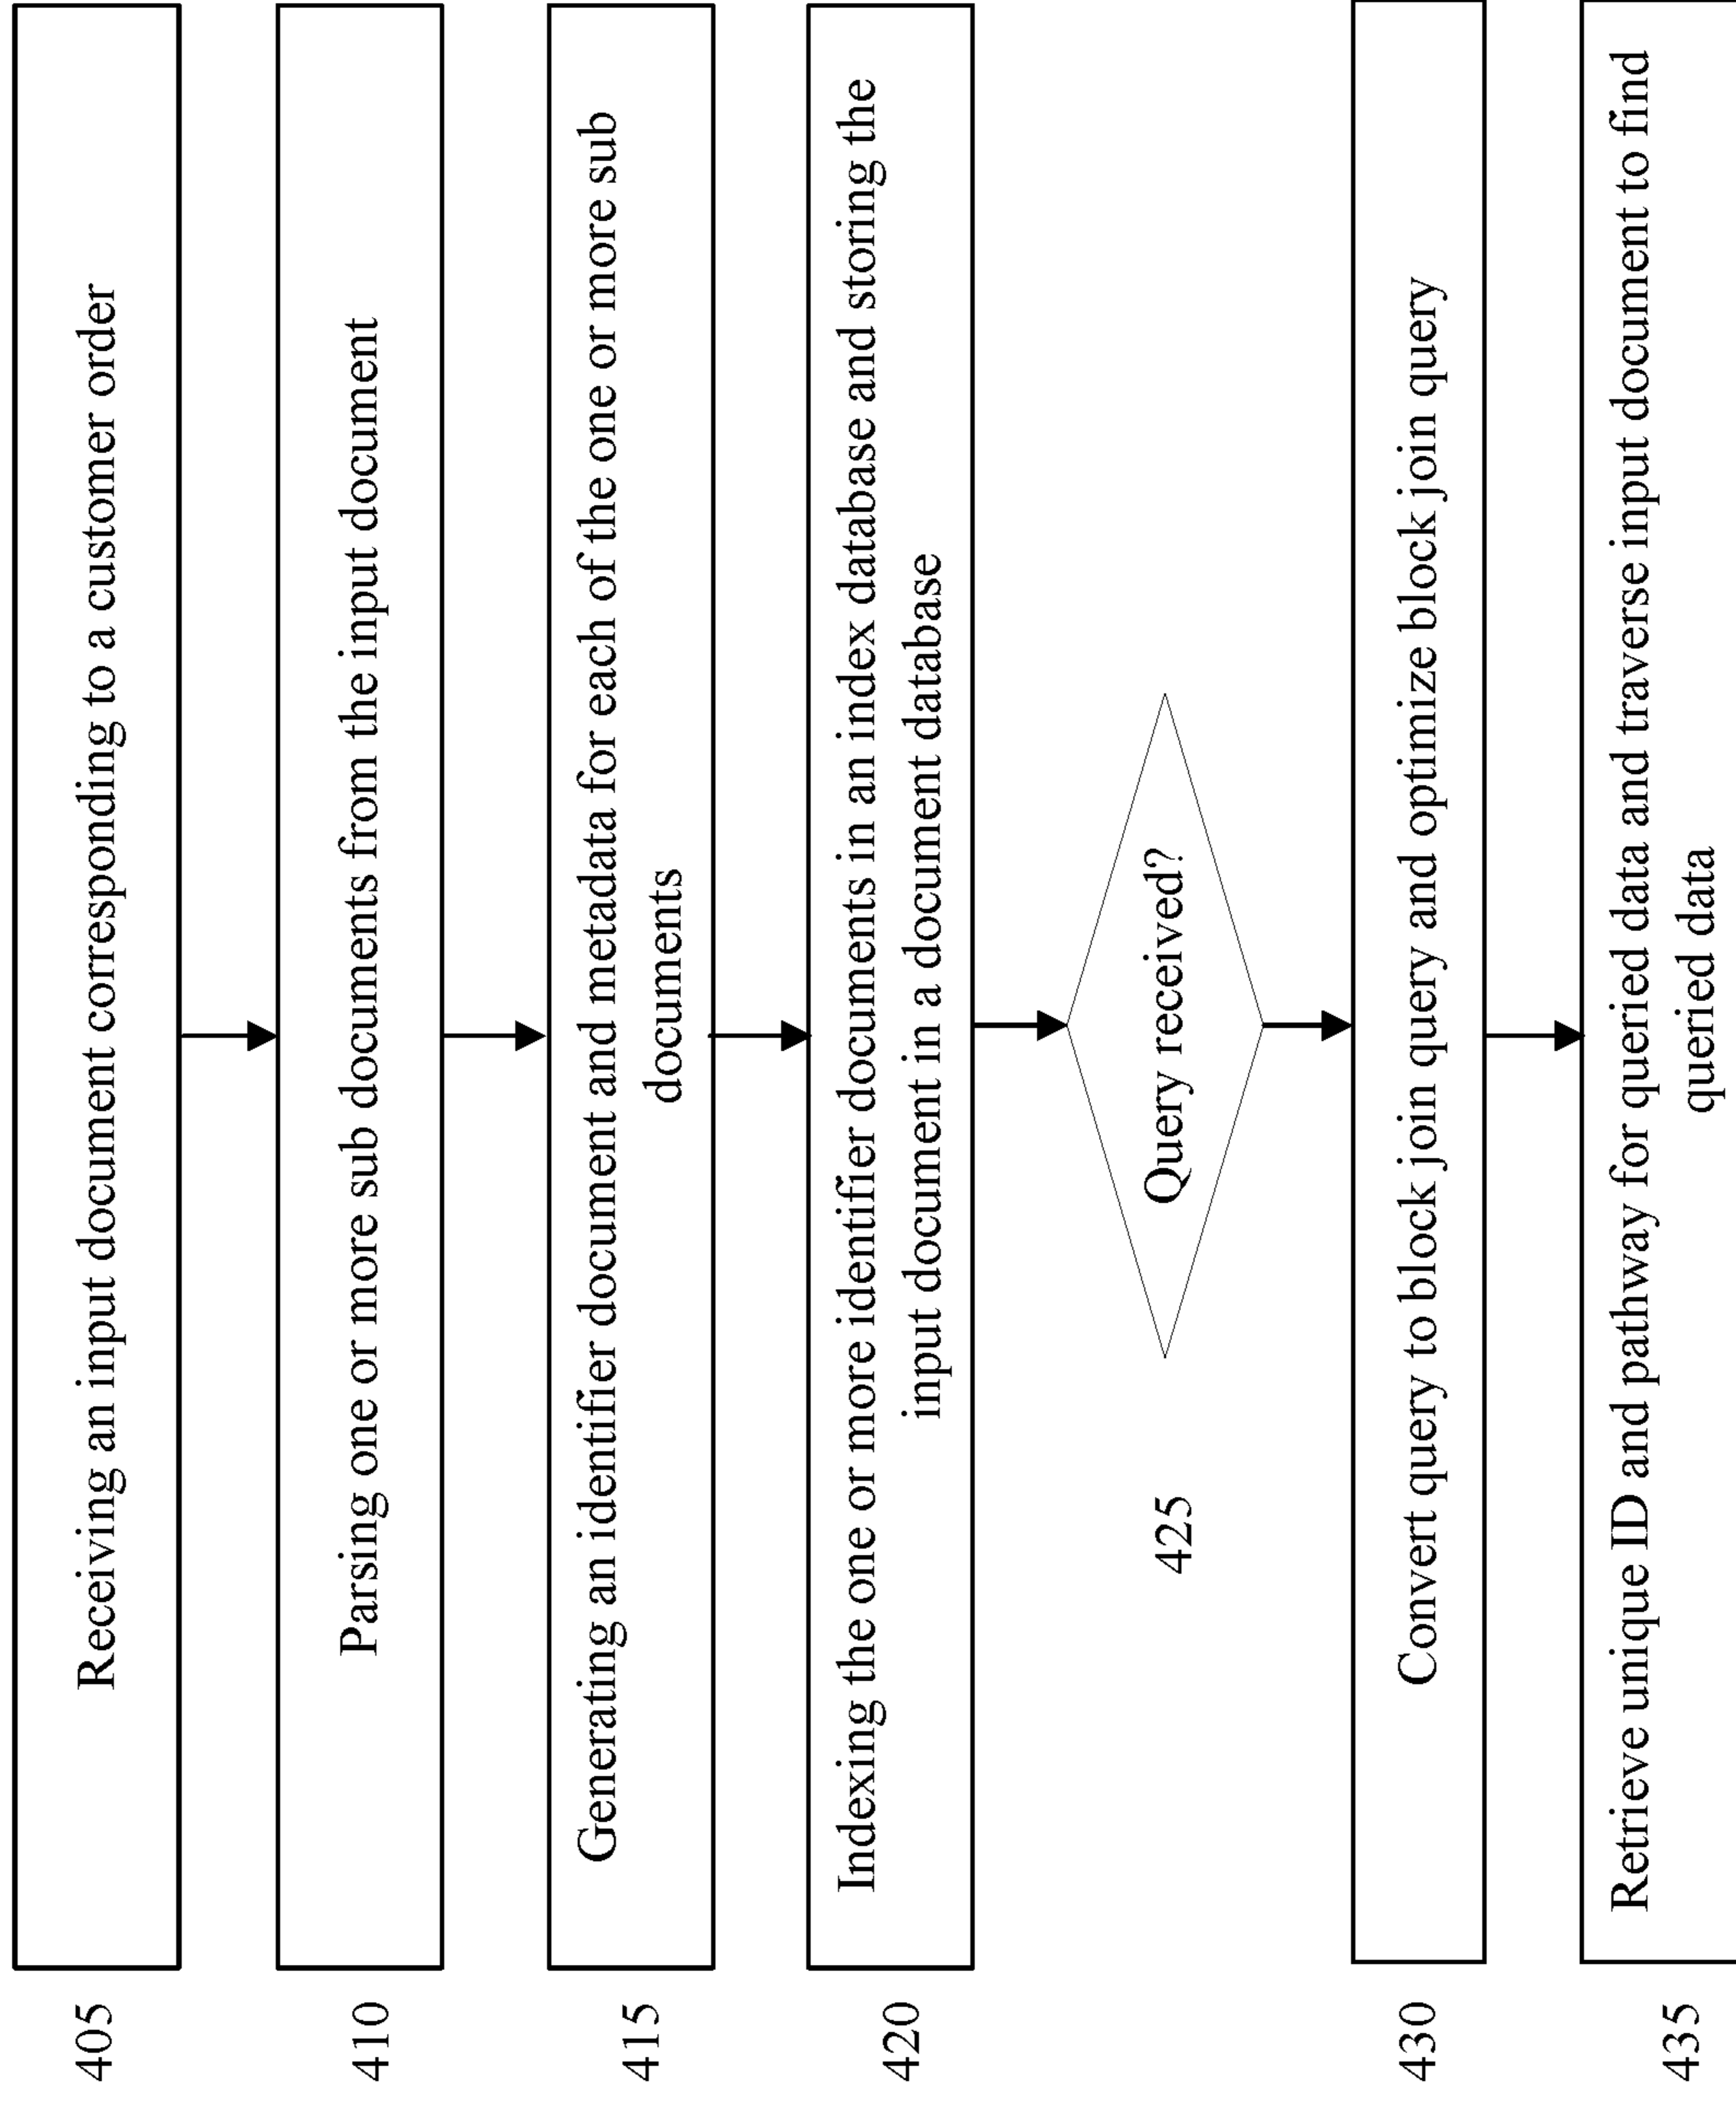 405
Receiving an input document corresponding to a customer order
410
Parsing one or more sub documents from the input document
415
Generating an identifier document and metadata for each of the one or more sub
documents
420
Indexing the one or more identifier documents in an index database and storing the
input document in a document database
425
Query received?
430
Convert query to block join query and optimize block join query
435
Retrieve unique ID and pathway for queried data and traverse input document to find
queried data